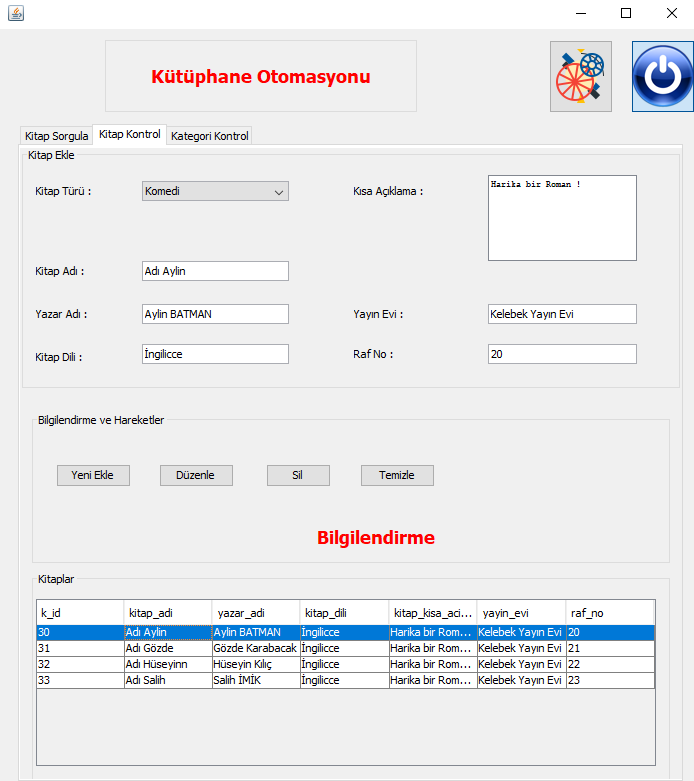 Kütüphane Otomasyonu
Kitap Sorgula Kitap Kontrol Kategori Kontrol
Kitap Ekle
Kitap Türü : Komedi Kısa Açıklama : Harika bir Roman !
Kitap Adı : Adı Aylin
Yazar Adı : Aylin BATMAN Yayın Evi : Kelebek Yayın Evi
Kitap Dili : İngilicce Raf No : 20
Bilgilendirme ve Hareketler
Yeni Ekle Düzenle Sil Temizle
Bilgilendirme
Kitaplar
k_id kitap_adi yazar_adi kitap_dili kitap_kisa_aci... yayin_evi raf_no
30 Adı Aylin Aylin BATMAN İngilicce Harika bir Rom... Kelebek Yayın Evi 20
31 Adı Gözde Gözde Karabacak İngilicce Harika bir Rom... Kelebek Yayın Evi 21
32 Adı Hüseyinn Hüseyin Kılıç İngilicce Harika bir Rom... Kelebek Yayın Evi 22
33 Adı Salih Salih İMİK İngilicce Harika bir Rom... Kelebek Yayın Evi 23